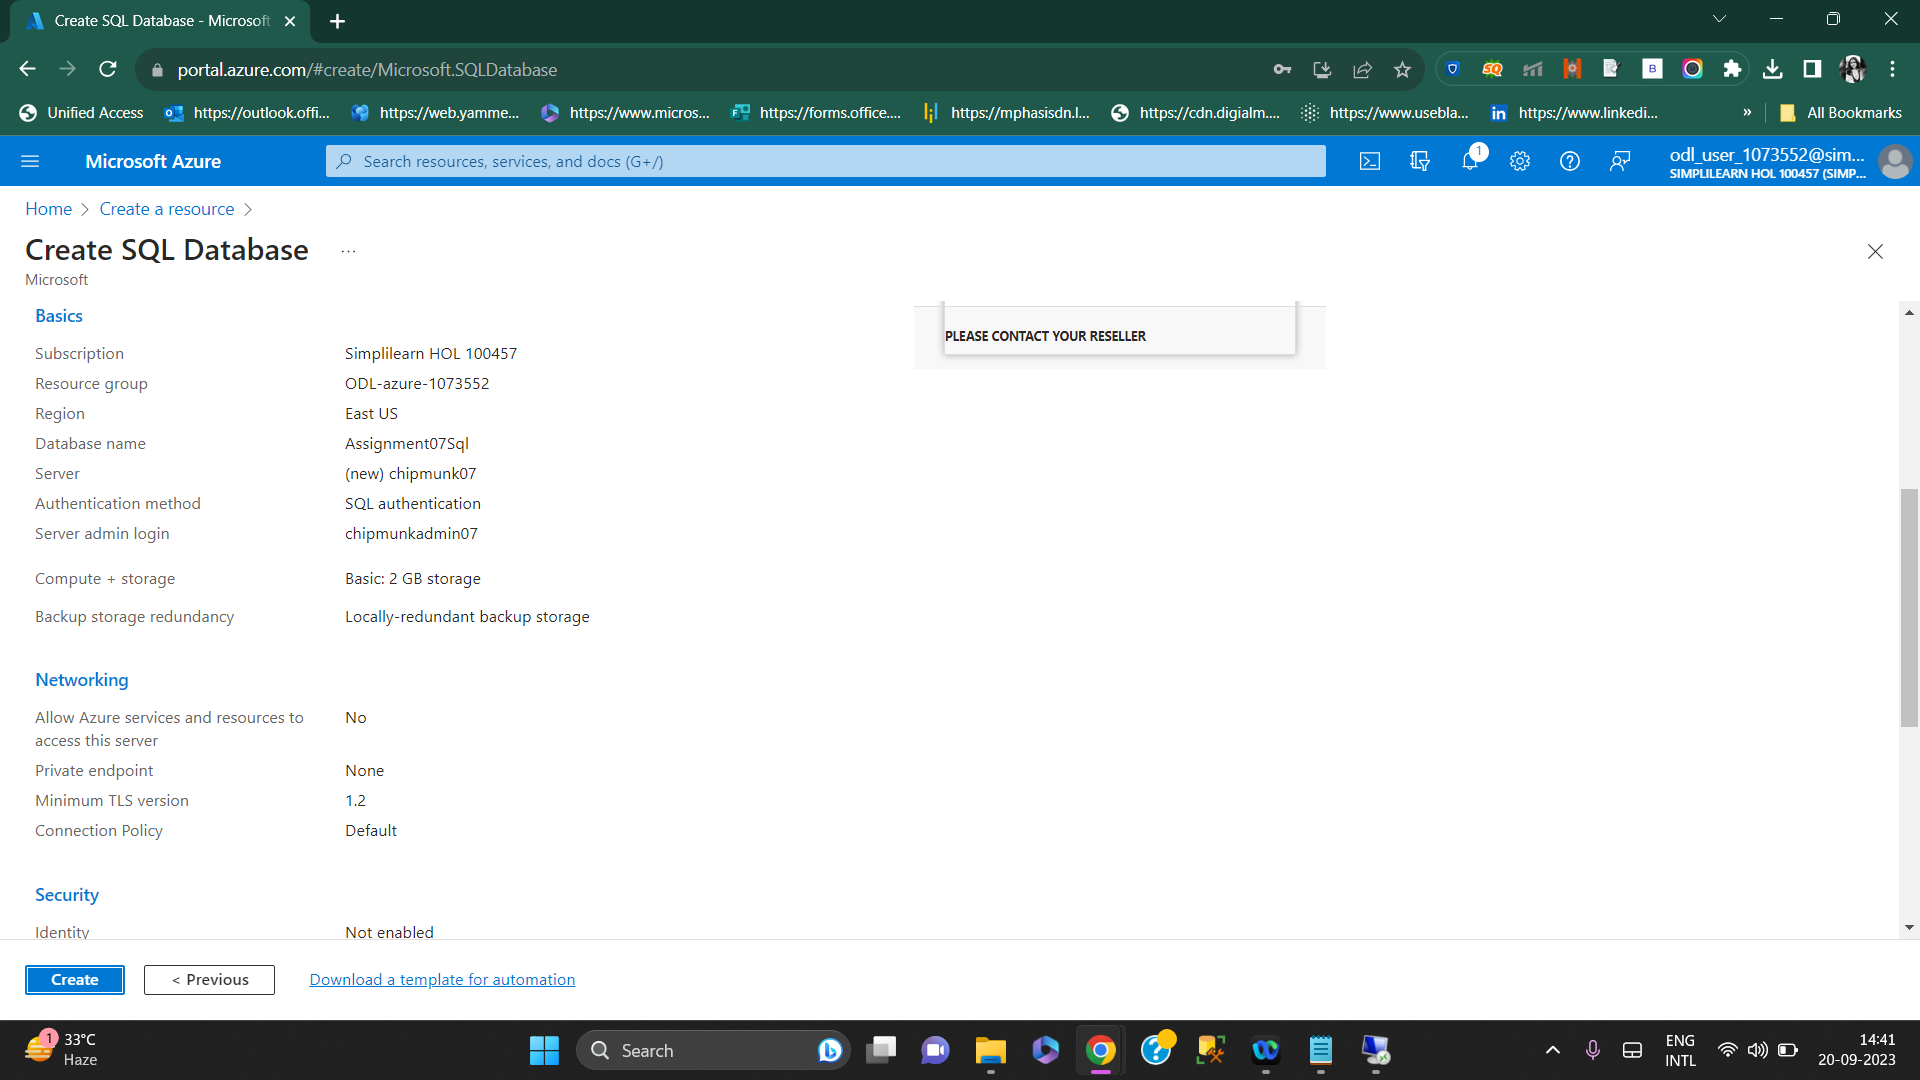 Create SQL Database - Microsoft
portal.azure.com/#create/Microsoft.SQLDatabase
Unified Access
https://outlook.offi...
https://web.yamme...
https://www.micros...
https://forms.office....
https://mphasisdn.l...
https://cdn.digialm....
https://www.usebla...
https://www.linkedi...
»
All Bookmarks
Microsoft Azure
Search resources, services, and docs (G+/)
1
odl_user_1073552@sim...
SIMPLILEARN HOL 100457 (SIMP...
Home > Create a resource >
Create SQL Database ...
Microsoft
Basics
PLEASE CONTACT YOUR RESELLER
Subscription Simplilearn HOL 100457
Resource group ODL-azure-1073552
Region East US
Database name Assignment07Sql
Server (new) chipmunk07
Authentication method SQL authentication
Server admin login chipmunkadmin07
Compute + storage Basic: 2 GB storage
Backup storage redundancy Locally-redundant backup storage
Networking
Allow Azure services and resources to No
access this server
Private endpoint None
Minimum TLS version 1.2
Connection Policy Default
Security
Identity Not enabled
Create
< Previous
Download a template for automation
1
33°C
Haze
Search
ENG
INTL
14:41
20-09-2023